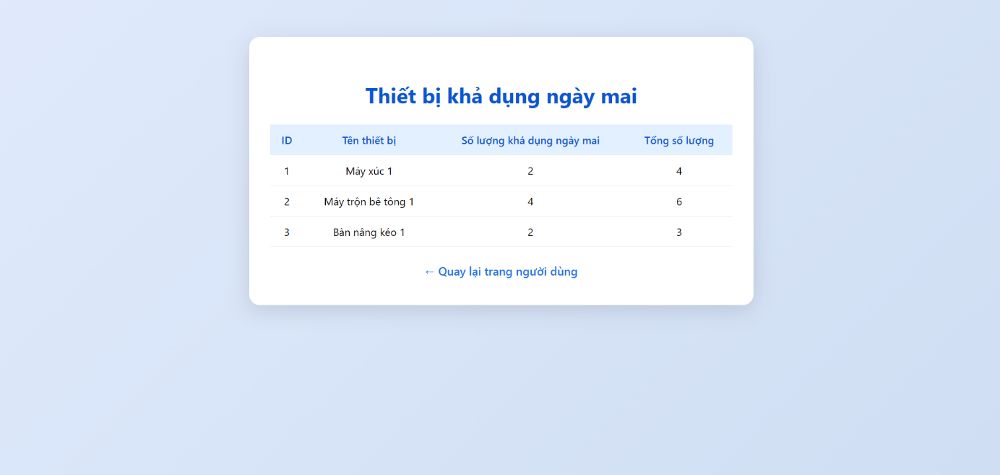 Thiết bị khả dụng ngày mai
ID Tên thiết bị Số lượng khả dụng ngày mai Tổng số lượng
1 Máy xúc 1 2 4
2 Máy trộn bê tông 1 4 6
3 Bàn nâng kéo 1 2 3
← Quay lại trang người dùng